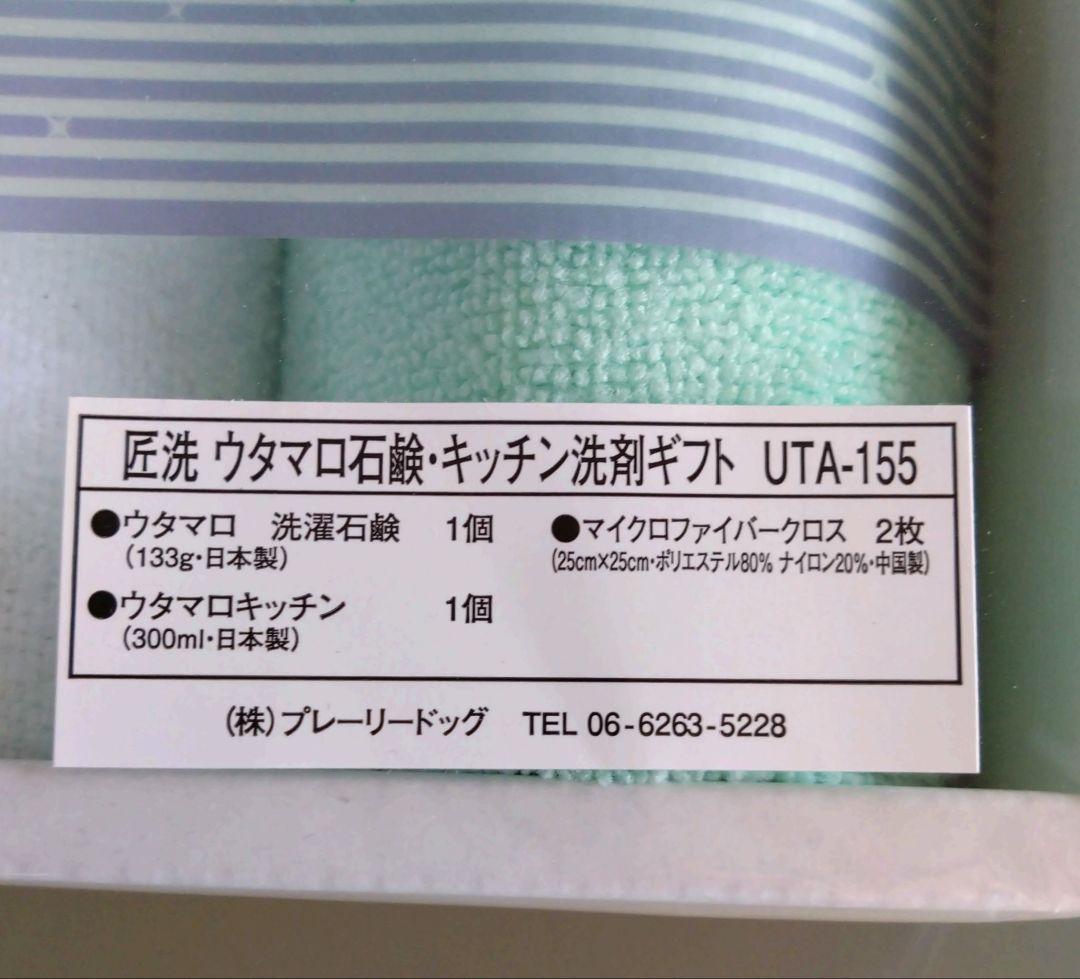 匠洗 ウタマロ石鹸・キッチン洗剤ギフト UTA-155
●ウタマロ 洗濯石鹸 1個
(133g・日本製)
●ウタマロキッチン 1個
(300ml・日本製)
●マイクロファイバークロス 2枚
(25cm×25cm・ポリエステル80% ナイロン20%・中国製)
(株)プレーリードッグ TEL 06-6263-5228